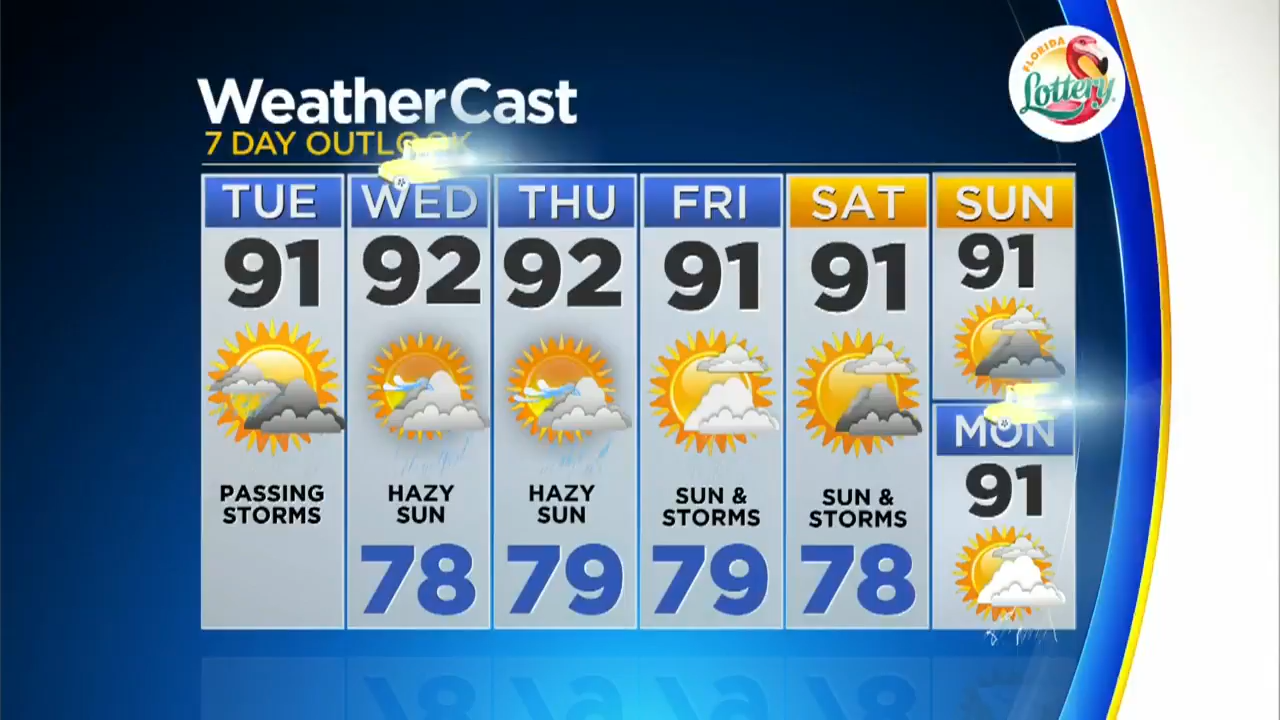 WeatherCast
7 DAY OUTLOOK
FLORIDA
Lottery
TUE WED THU FRI SAT SUN
91 92 92 91 91 91
PASSING STORMS
HAZY SUN
HAZY SUN
SUN & STORMS
SUN & STORMS
78 79 79 78
MON
91